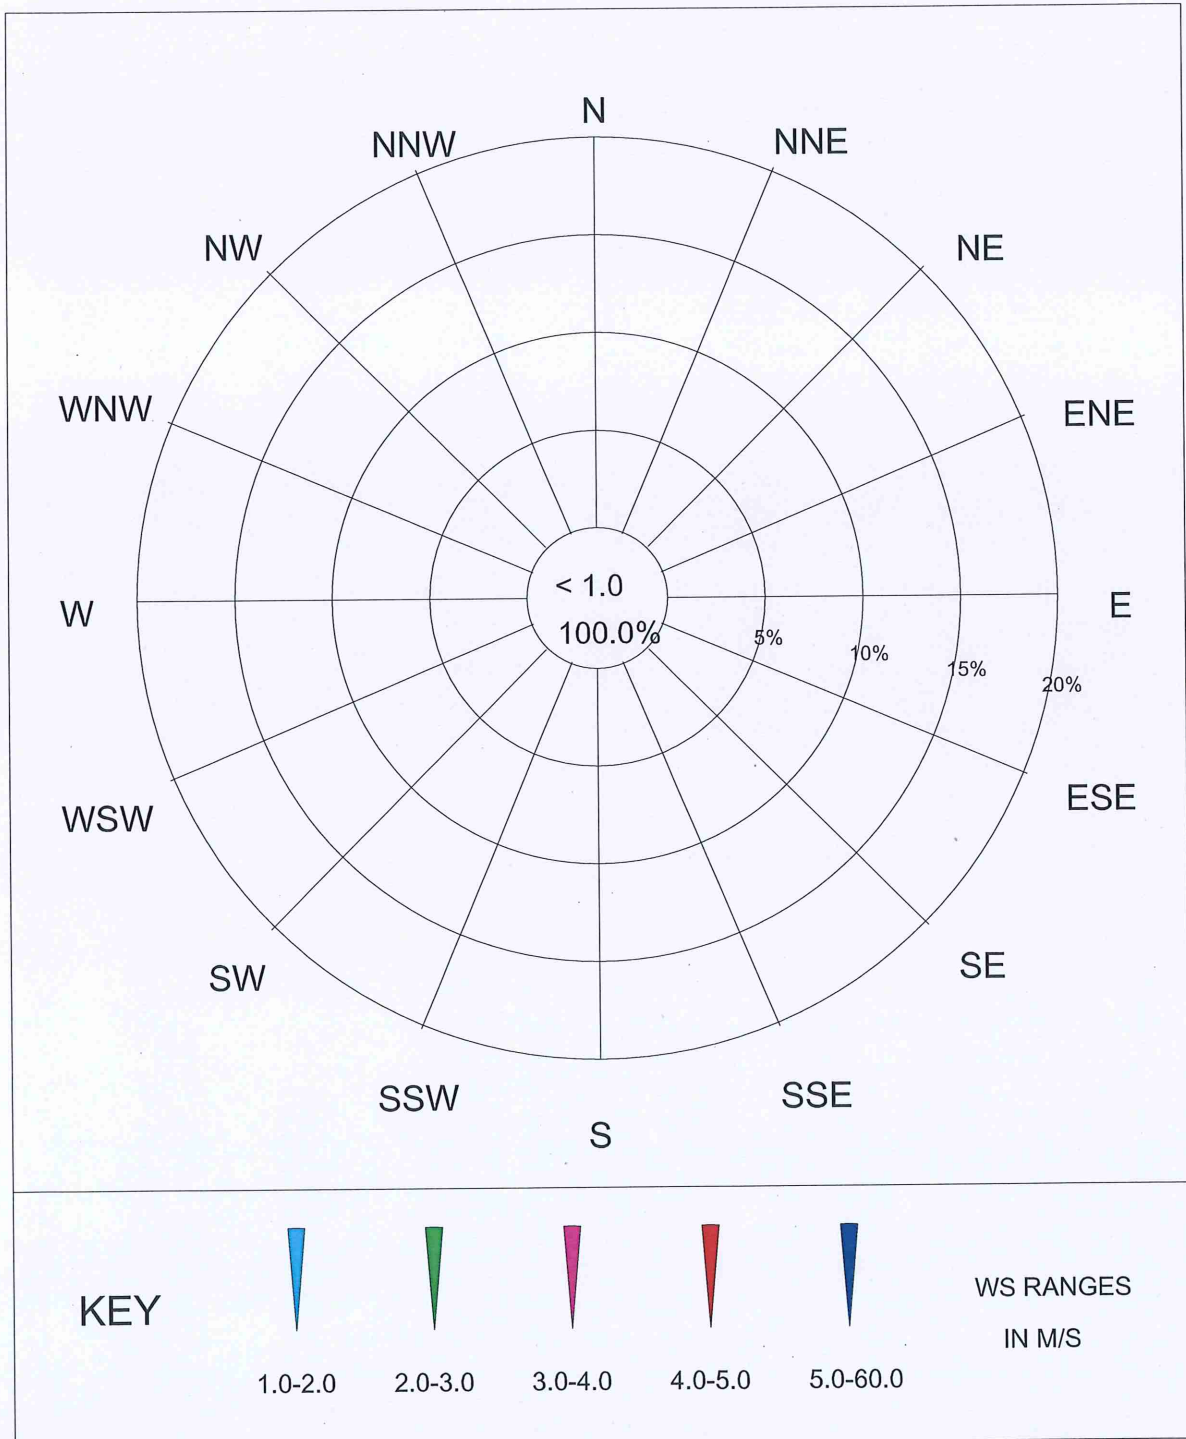 N
NNW
NNE
NW
NE
WNW
ENE
< 1.0
W
E
100.0%
5%
10%
15%
20%
WSW
ESE
SW
SE
SSW
SSE
S
KEY
WS RANGES
IN M/S
1.0-2.0
2.0-3.0
3.0-4.0
4.0-5.0
5.0-60.0